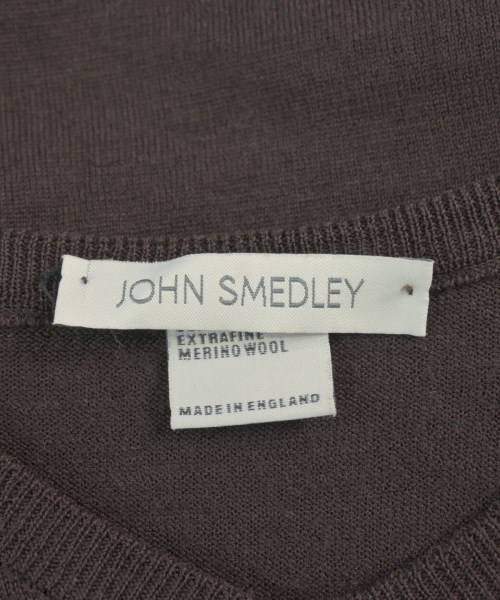 JOHN SMEDLEY
EXTRAFINE
MERINO WOOL
MADE IN ENGLAND